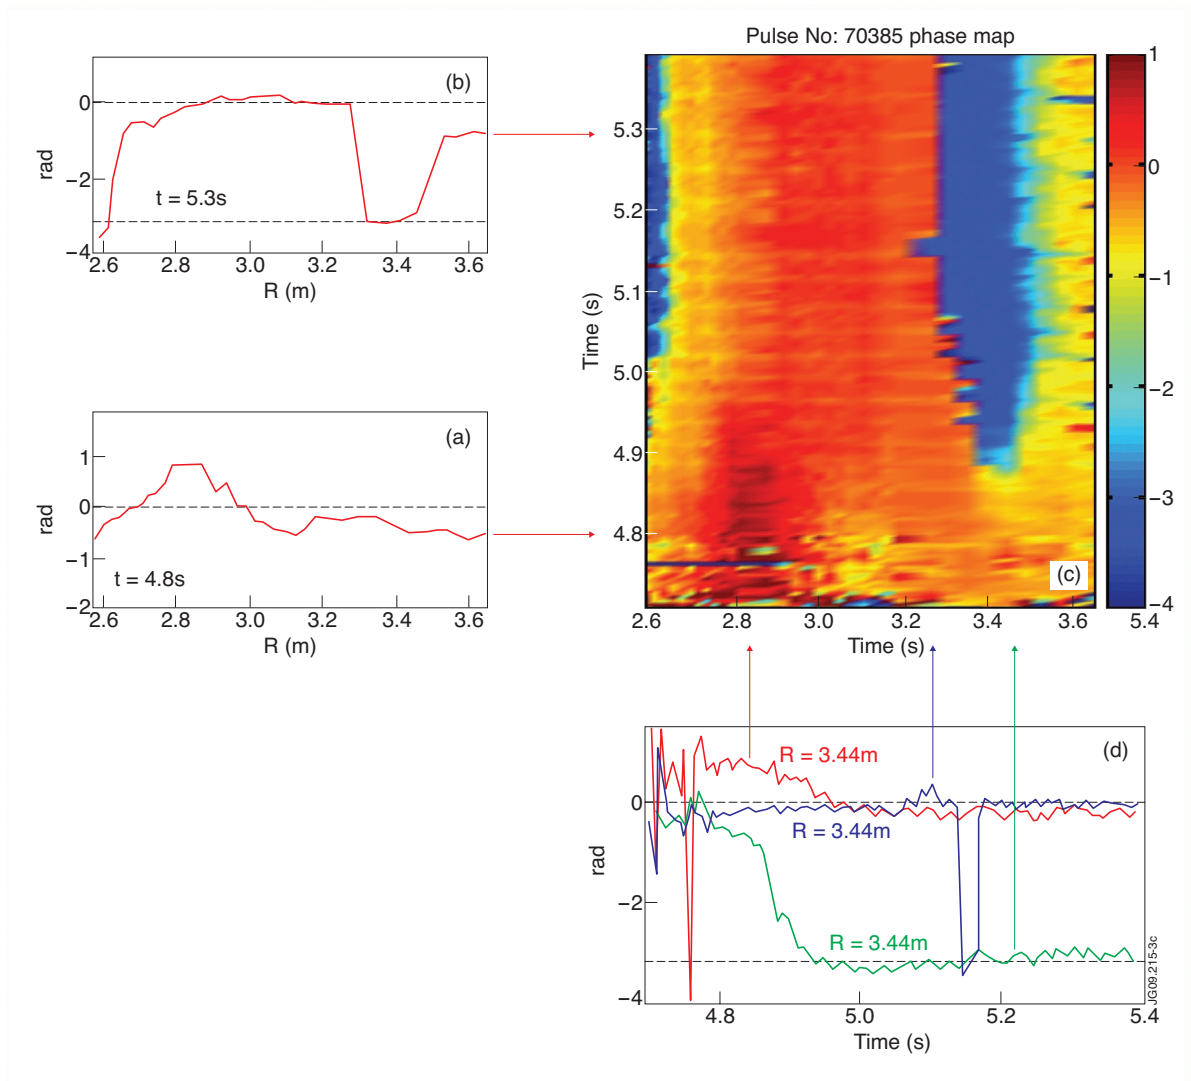 Pulse No: 70385 phase map
(b)
0
−2
−4
rad
t = 5.3s
2.6 2.8 3.0 3.2 3.4 3.6
R (m)
(a)
1
0
−1
−2
rad
t = 4.8s
2.6 2.8 3.0 3.2 3.4 3.6
R (m)
5.3
5.2
5.1
5.0
4.9
4.8
Time (s)
(c)
2.6 2.8 3.0 3.2 3.4 3.6 5.4
Time (s)
1
0
−1
−2
−3
−4
(d)
R = 3.44m
R = 3.44m
R = 3.44m
0
−2
−4
rad
4.8 5.0 5.2 5.4
Time (s)
JG09.215-3c